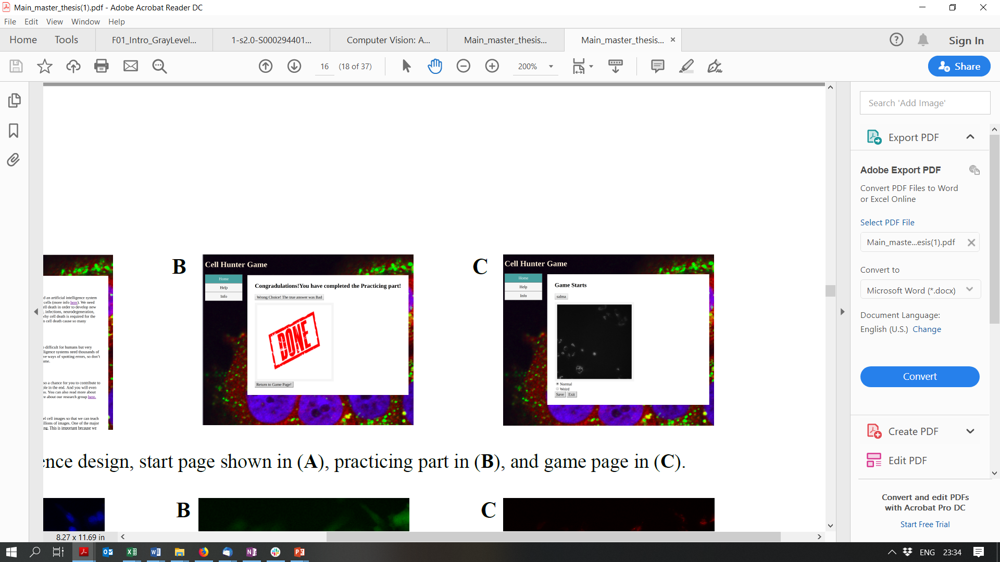 Main_master_thesis(1).pdf - Adobe Acrobat Reader DC
File Edit View Window Help
Home Tools F01_Intro_GrayLevel... 1-s2.0-S000294401... Computer Vision: A... Main_master_thesis... Main_master_thesis...
Sign In
16 (18 of 37) 200%
Share
Search 'Add Image'
Export PDF
Adobe Export PDF
Convert PDF Files to Word
or Excel Online
Select PDF File
Main_maste...esis(1).pdf
Convert to
Microsoft Word (*.docx)
Document Language:
English (U.S.) Change
Convert
Create PDF
Edit PDF
Convert and edit PDFs
with Acrobat Pro DC
Start Free Trial
d an artificial intelligence system
cells (more info here). We need
ell death in order to develop new
, infections, neurodegeneration,
why cell death is required for the
n cell death cause so many
o difficult for humans but very
lligence systems need thousands of
ve ways of spotting errors, so don't
me.
so a chance for you to contribute to
ple in the end. And you will even
ss. You can also read more about
e about our research group here.
el cell images so that we can teach
llions of images. One of the major
ng. This is important because we
B
Cell Hunter Game
Home
Help
Info
Congradulations!You have completed the Practicing part!
Wrong Choice! The true answer was Bad
DONE
Return to Game Page!
C
Cell Hunter Game
Home
Help
Info
Game Starts
salma
Normal
Weird
Save Exit
ence design, start page shown in (A), practicing part in (B), and game page in (C).
B
C
8.27 x 11.69 in
ENG 23:34